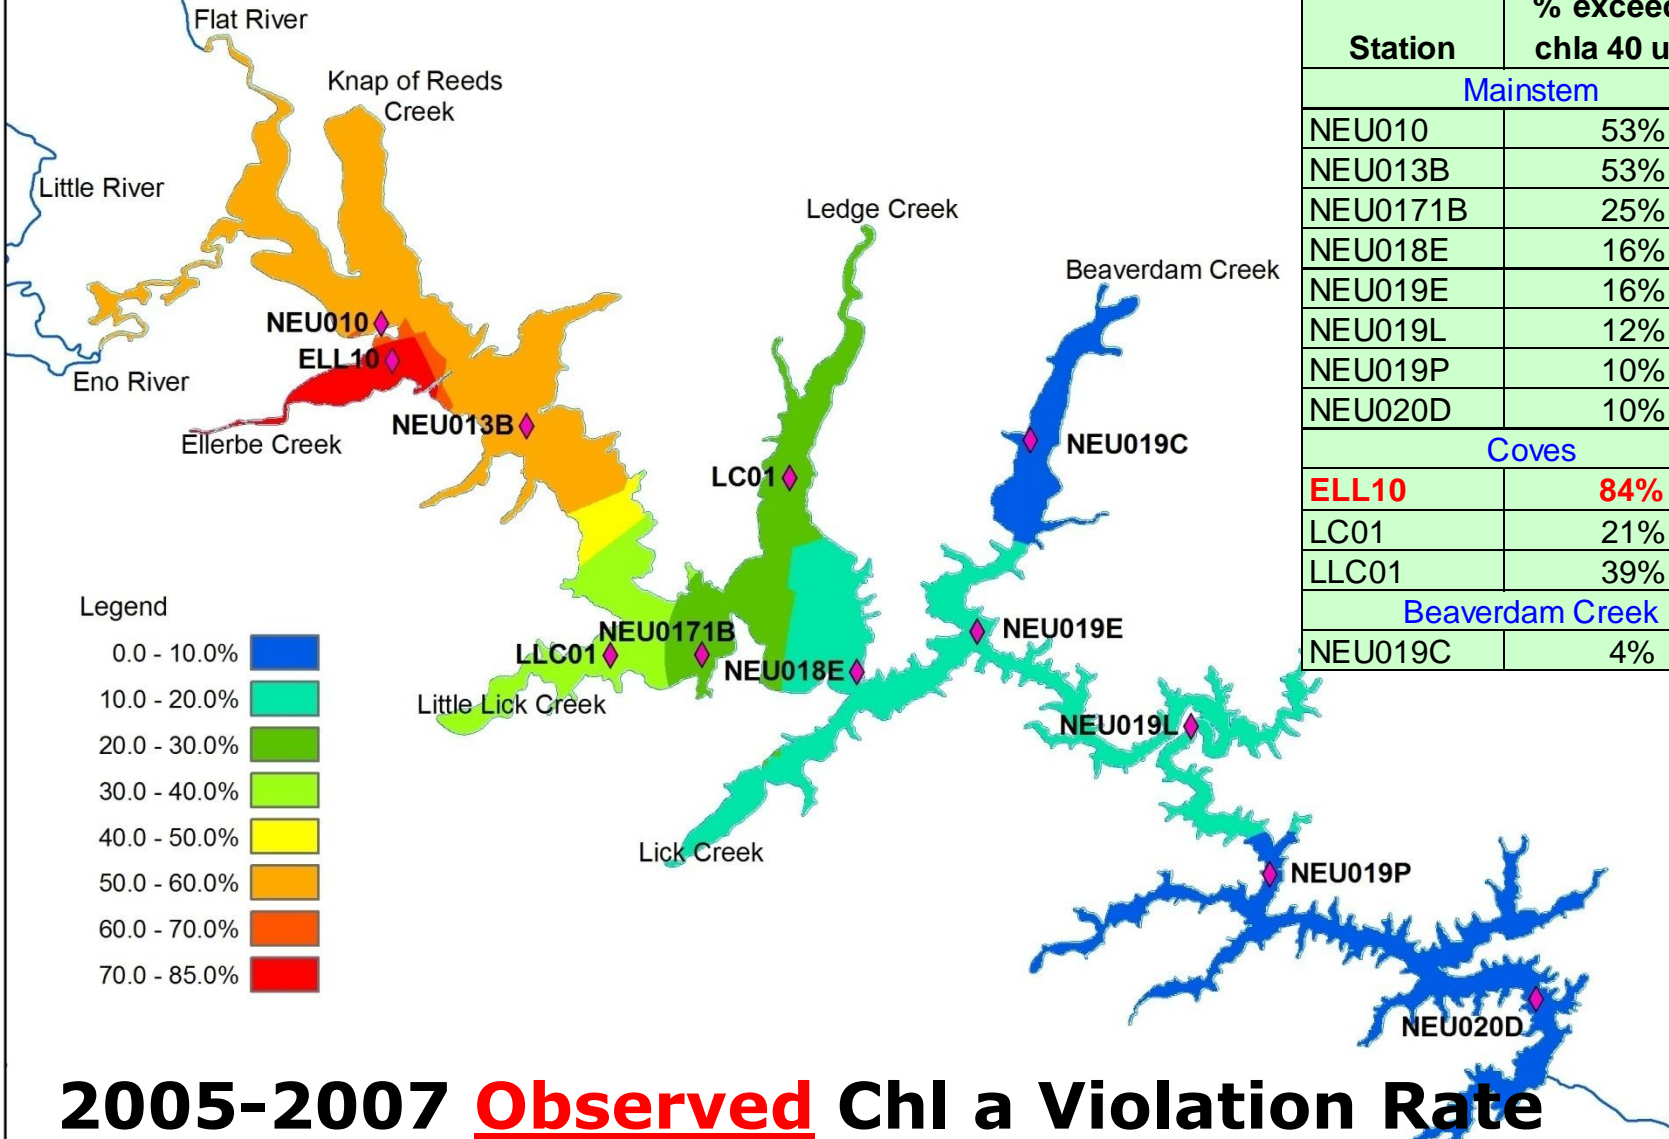 Flat River
Knap of Reeds
Creek
Little River
Ledge Creek
Beaverdam Creek
NEU010
ELL10
Eno River
NEU013B
Ellerbe Creek
NEU019C
LC01
NEU0171B
NEU019E
LLC01
NEU018E
Little Lick Creek
NEU019L
Lick Creek
NEU019P
NEU020D
Legend
0.0 - 10.0%
10.0 - 20.0%
20.0 - 30.0%
30.0 - 40.0%
40.0 - 50.0%
50.0 - 60.0%
60.0 - 70.0%
70.0 - 85.0%
Station % 
chla 40
Mainstem
NEU010 53%
NEU013B 53%
NEU0171B 25%
NEU018E 16%
NEU019E 16%
NEU019L 12%
NEU019P 10%
NEU020D 10%
Coves
ELL10 84%
LC01 21%
LLC01 39%
Beaverdam Creek
NEU019C 4%
2005-2007 Observed Chl a Violation Rate